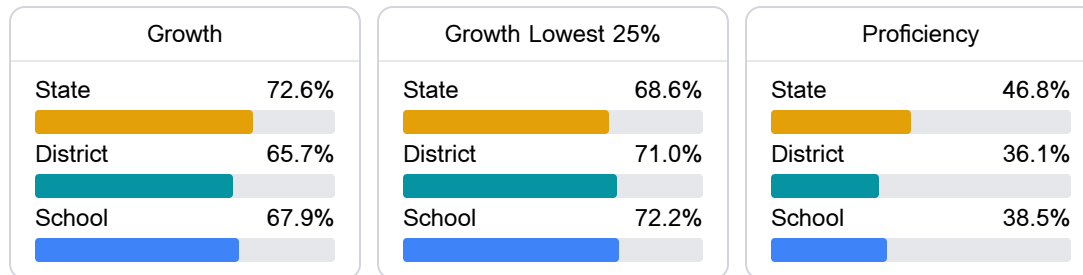 Growth
State 72.6%
District 65.7%
School 67.9%
Growth Lowest 25%
State 68.6%
District 71.0%
School 72.2%
Proficiency
State 46.8%
District 36.1%
School 38.5%